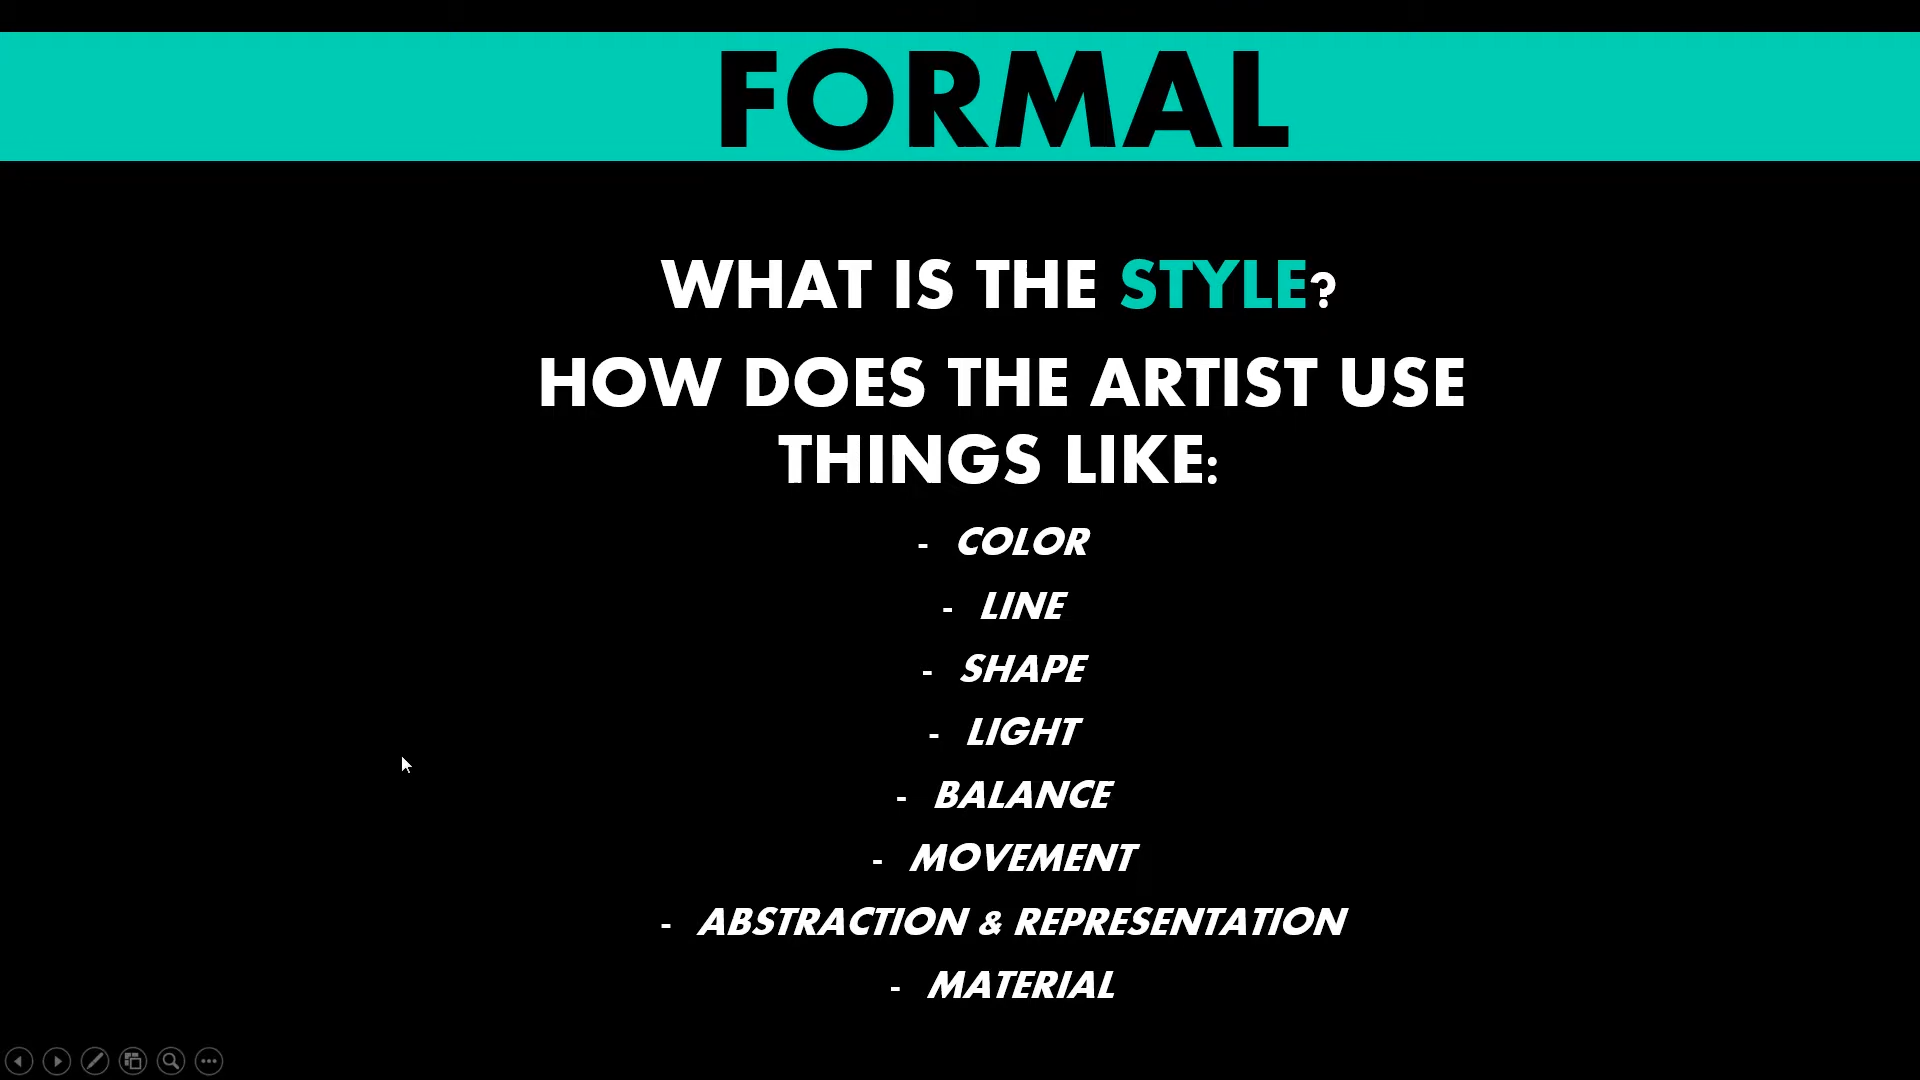 FORMAL
WHAT IS THE STYLE?
HOW DOES THE ARTIST USE
THINGS LIKE:
- COLOR
- LINE
- SHAPE
- LIGHT
- BALANCE
- MOVEMENT
- ABSTRACTION & REPRESENTATION
- MATERIAL